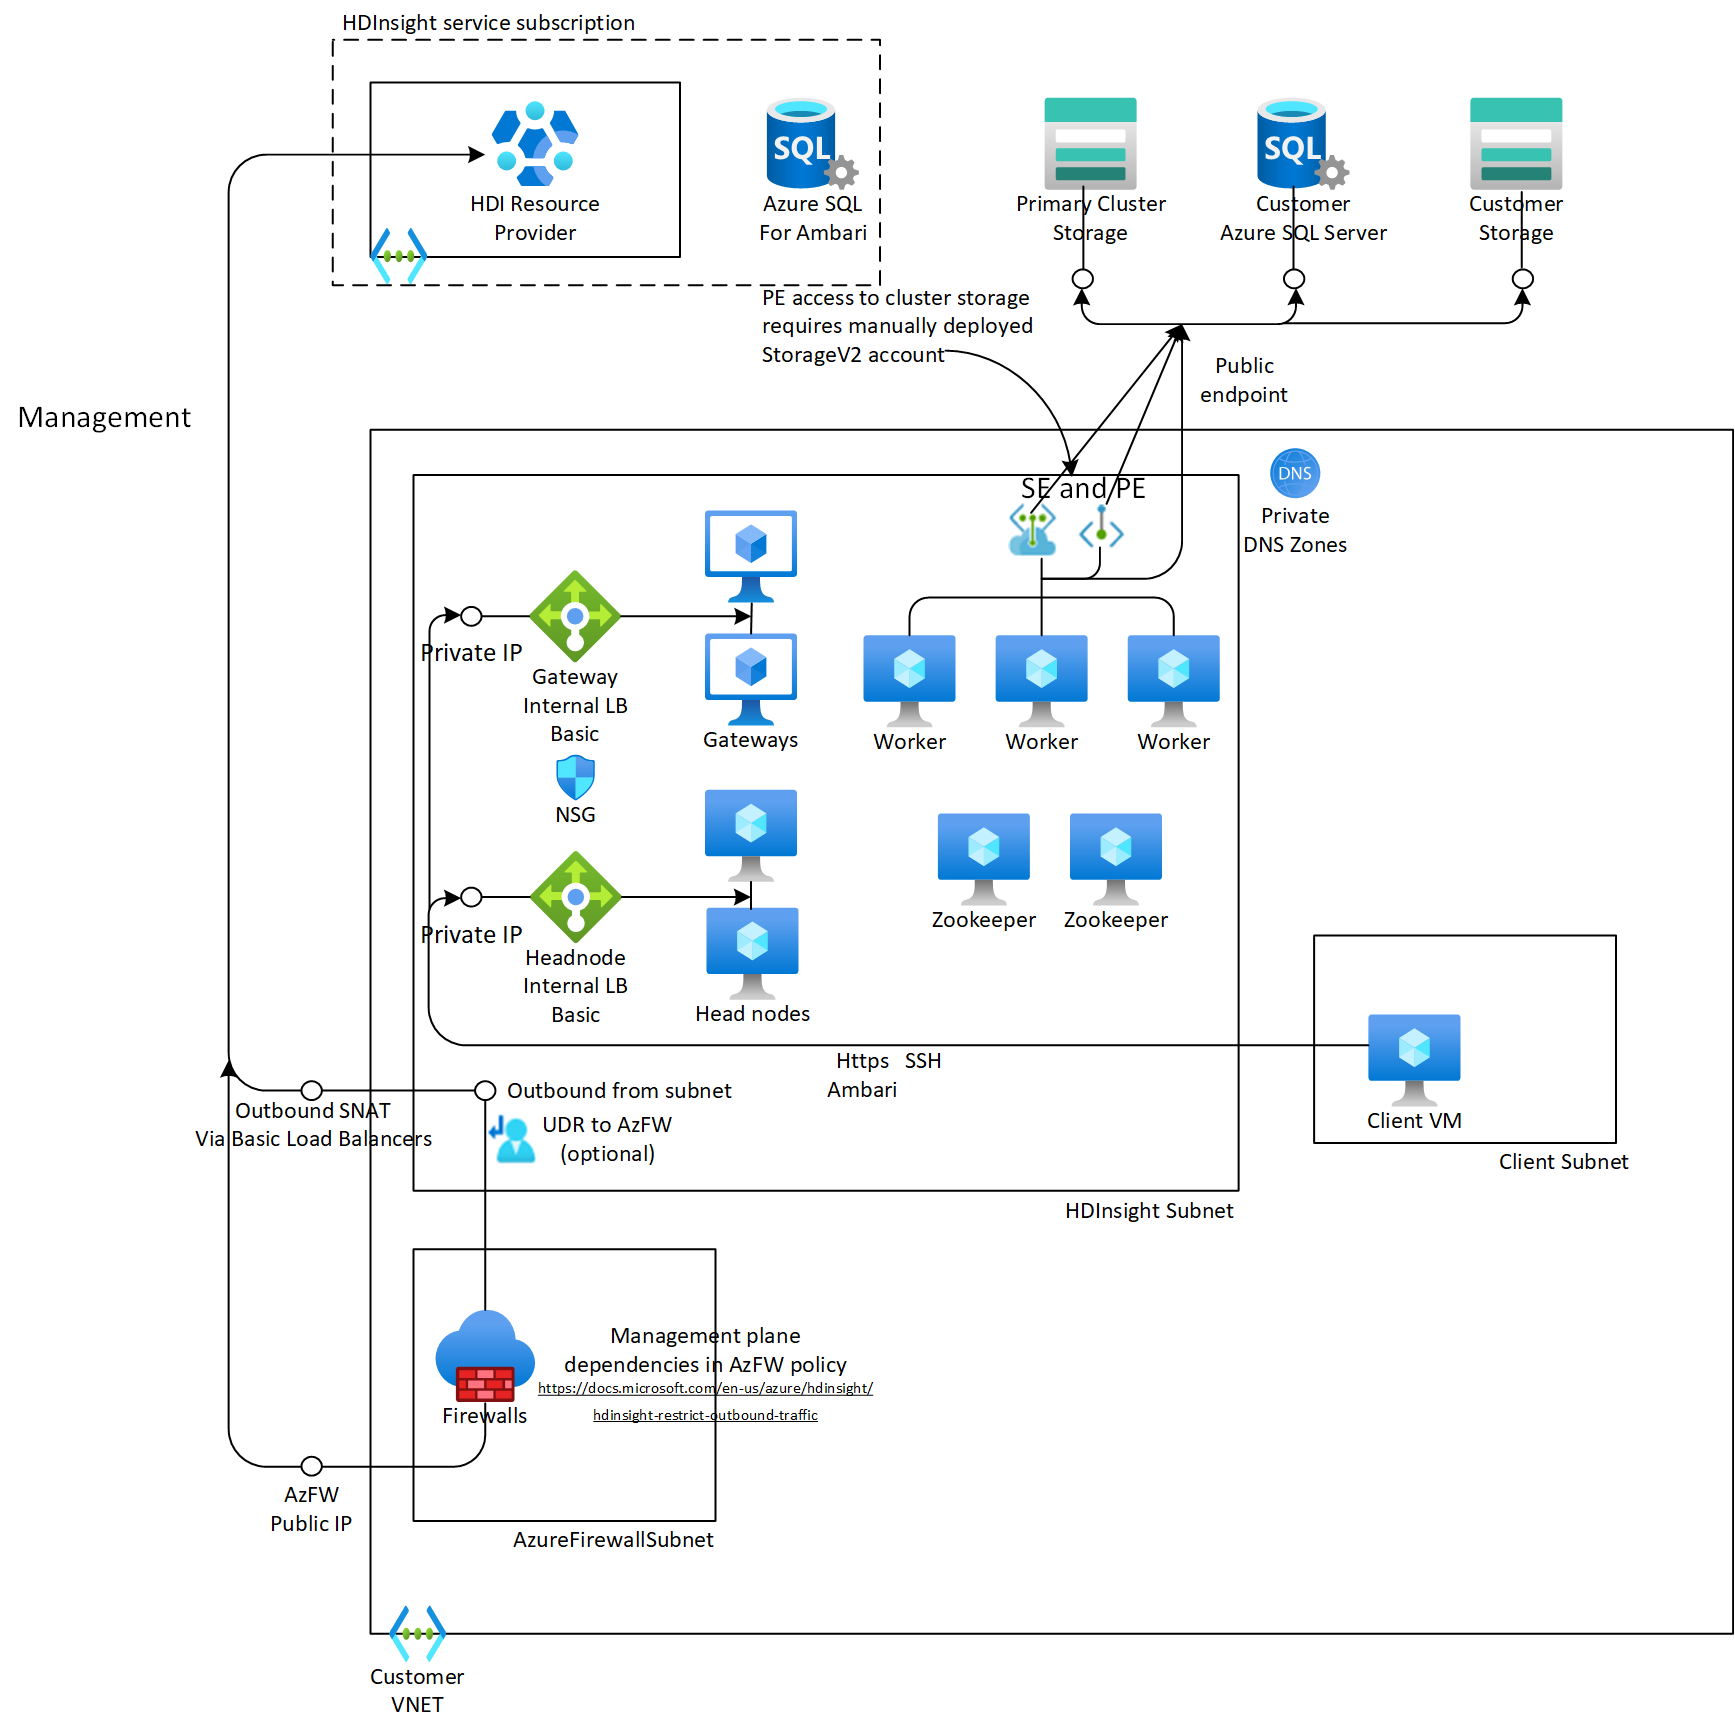 HDInsight service subscription
HDI Resource
Provider
SQL
Azure SQL
For Ambari
Primary Cluster
Storage
SQL
Customer
Azure SQL Server
Customer
Storage
PE access to cluster storage
requires manually deployed
StorageV2 account
Public
endpoint
Management
SE and PE
DNS
Private
DNS Zones
Private IP
Gateway
Internal LB
Basic
Gateways
Worker
Worker
Worker
NSG
Zookeeper
Zookeeper
Private IP
Headnode
Internal LB
Basic
Head nodes
Https SSH
Ambari
Client VM
Client Subnet
Outbound from subnet
Outbound SNAT
Via Basic Load Balancers
UDR to AzFW
(optional)
HDInsight Subnet
Management plane
dependencies in AzFW policy
https://docs.microsoft.com/en-us/azure/hdinsight/
hdinsight-restrict-outbound-traffic
Firewalls
AzFW
Public IP
AzureFirewallSubnet
Customer
VNET